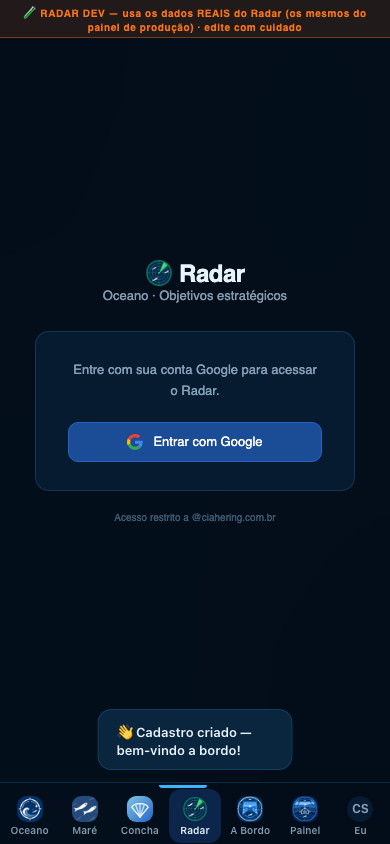 RADAR DEV — usa os dados REAIS do Radar (os mesmos do
painel de produção) · edite com cuidado
Radar
Oceano · Objetivos estratégicos
Entre com sua conta Google para acessar
o Radar.
Entrar com Google
Acesso restrito a @ciahering.com.br
👋 Cadastro criado —
bem-vindo a bordo!
Oceano
Maré
Concha
Radar
A Bordo
Painel
CS
Eu